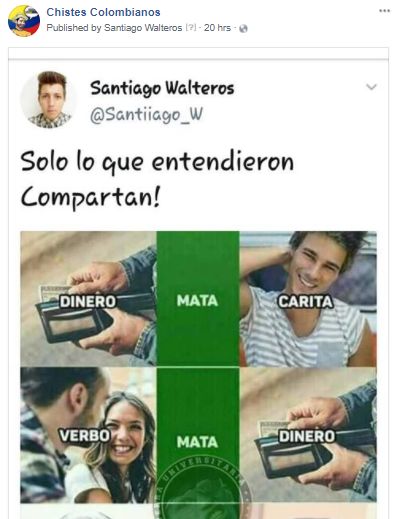 Chistes Colombianos
Published by Santiago Walteros [?] · 20 hrs ·
Santiago Walteros
@Santiiago_W
Solo lo que entendieron
Compartan!
DINERO MATA CARITA
VERBO MATA DINERO
UNIVERSITARIA